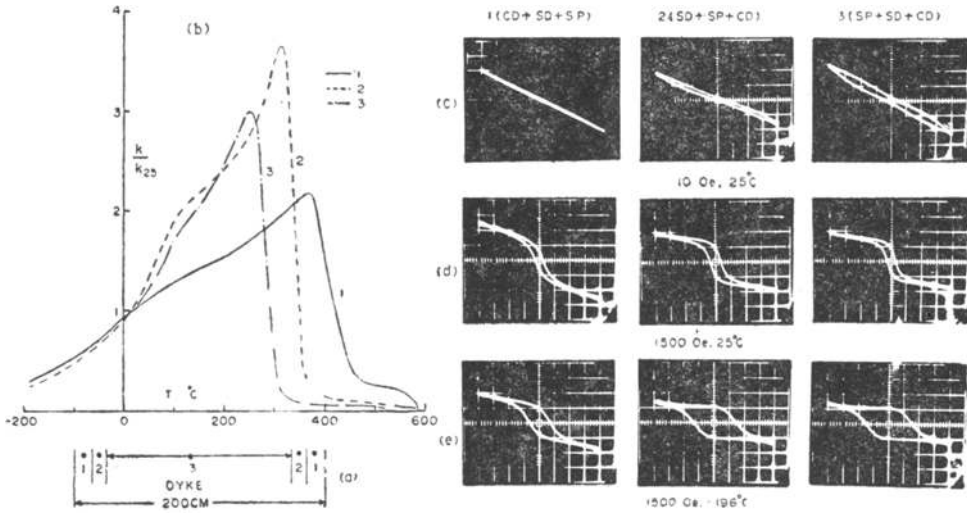 (b)
4
3
2
1
k
k25
1
2
3
1
2
3
T °C
-200
0
200
400
600
1
2
3
2
1
(a)
DYKE
200CM
1(CD+SD+SP)
2(SD+SP+CD)
3(SP+SD+CD)
(c)
10 Oe, 25°C
(d)
1500 Oe, 25°C
(e)
1500 Oe, -196°C